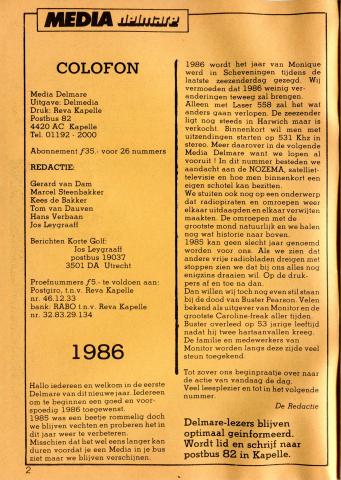 MEDIA delmare
COLOFON
Media Delmare
Uitgave: Delmedia
Druk: Reva Kapelle
Postbus 82
4420 AC Kapelle
Tel. 01192 - 2000
Abonnement ƒ35,- voor 26 nummers
REDACTIE:
Gerard van Dam
Marcel Steenbakker
Kees de Bakker
Tom van Dauven
Hans Verbaan
Jos Leygraaff
Berichten Korte Golf:
Jos Leygraaff
postbus 19037
3501 DA Utrecht
Proefnummers ƒ5,- te voldoen aan:
Postgiro, t.n.v. Reva Kapelle
nr. 46.12.33
bank: RABO t.n.v. Reva Kapelle
nr. 32.83.29.134
1986
Hallo iedereen en welkom in de eerste
Delmare van dit nieuwe jaar. Iedereen
om te beginnen een goed en voor-
spoedig 1986 toegewenst.
1985 was een beetje rommelig doch
we blijven vechten en proberen het in
dit jaar weer te verbeteren.
Misschien dat het wel eens langer kan
duren voordat je een Media in je bus
ziet maar we blijven verschijnen.
2
1986 wordt het jaar van Monique
werd in Scheveningen tijdens de
laatste zeezenderdag gezegd. Wij
vermoeden dat 1986 weinig ver-
anderingen teweeg zal brengen.
Alleen met Laser 558 zal het wat
anders gaan verlopen. De zeezender
ligt nog steeds in Harwich maar is
verkocht. Binnenkort wil men met
uitzendingen starten op 531 Khz in
stereo. Meer daarover in de volgende
Media Delmare want we lopen al
vooruit ! In dit nummer besteden we
aandacht aan de NOZEMA, satelliet-
televisie en hoe men binnenkort een
eigen schotel kan bezitten.
We stuiten ook nog op een onderwerp
dat radiopiraten en omroepen weer
elkaar uitdaagden en elkaar verwijten
maakten. De omroepen met de
grootste mond natuurlijk en we halen
nog wat historie naar boven.
1985 kan geen slecht jaar genoemd
worden voor ons. Als we zien dat
andere vrije radiobladen dreigen met
stoppen zien we dat bij ons alles nog
enigszins draaien wil. Op de druk-
pers af en toe na dan.
Dan willen wij toch nog even stil staan
bij de dood van Buster Pearson. Velen
bekend als uitgever van Monitor en de
grootste Caroline-freak aller tijden.
Buster overleed op 53 jarige leeftijd
nadat hij twee hartaanvallen kreeg.
De familie en medewerkers van
Monitor worden langs deze zijde veel
steun toegekend.
Tot zover ons beginpraatje over naar
de actie van vandaag de dag.
Veel leesplezier en tot in het volgende
nummer.
De Redactie
Delmare-lezers blijven
optimaal geinformeerd.
Wordt lid en schrijf naar
postbus 82 in Kapelle.